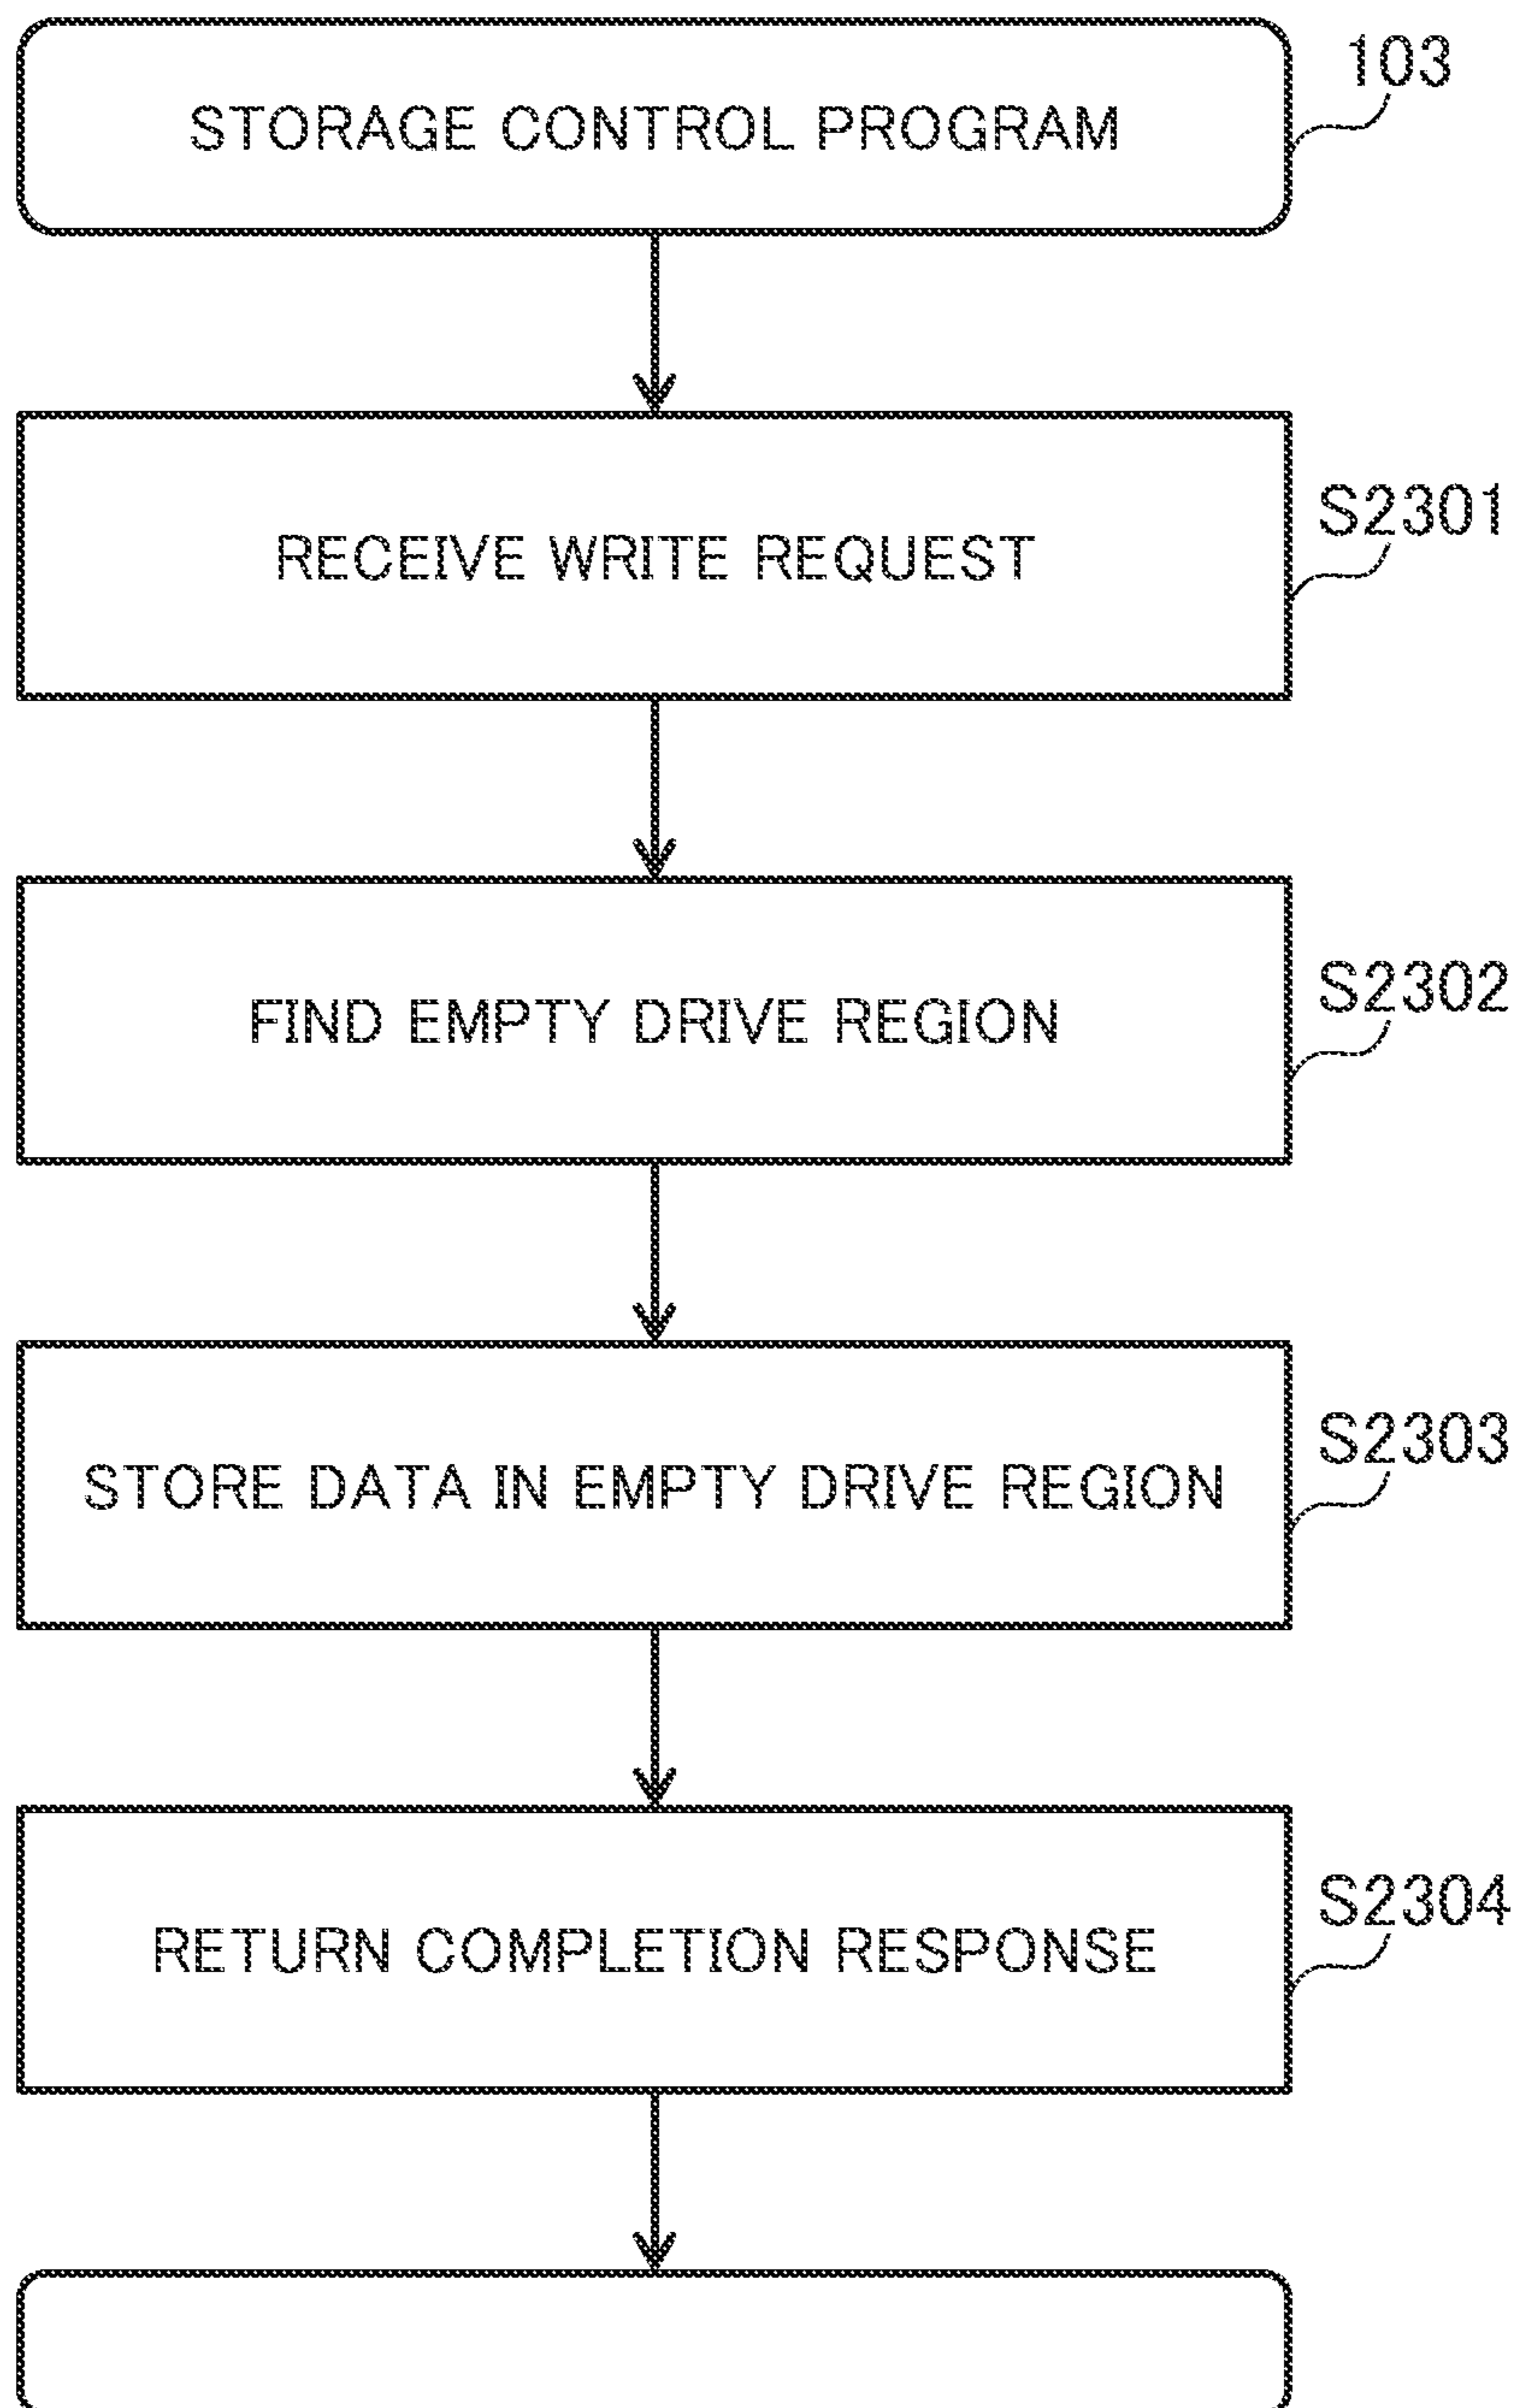 STORAGE CONTROL PROGRAM
103
RECEIVE WRITE REQUEST
S2301
FIND EMPTY DRIVE REGION
S2302
STORE DATA IN EMPTY DRIVE REGION
S2303
RETURN COMPLETION RESPONSE
S2304